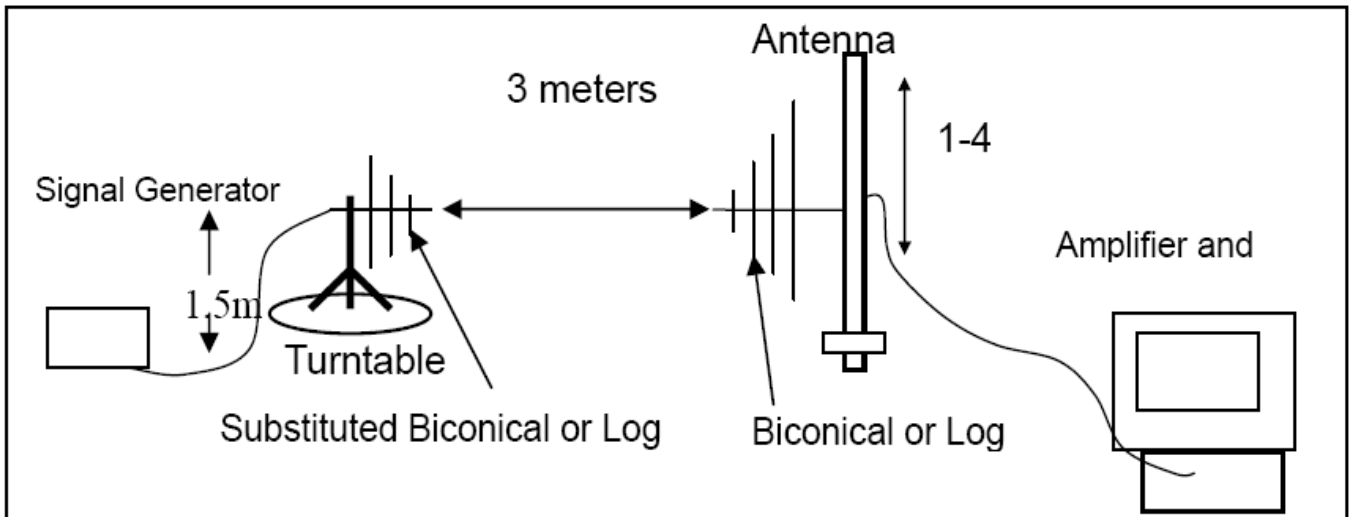 Antenna
3 meters
1-4
Signal Generator
Amplifier and
1.5m
Turntable
Substituted Biconical or Log
Biconical or Log